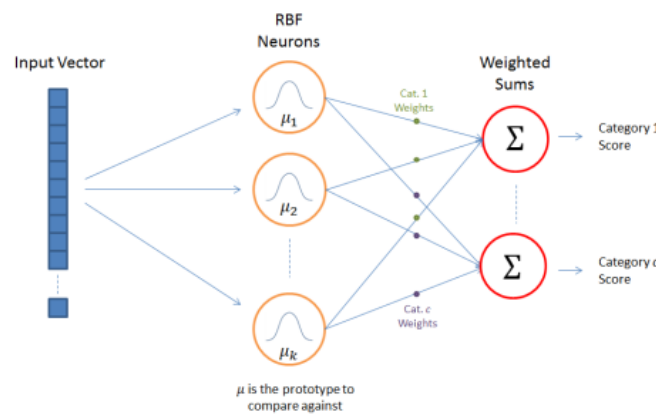 RBF
Neurons
Input Vector
Weighted
Sums
Cat. 1
Weights
μ₁
Σ
Category 1
Score
μ₂
Σ
Category c
Score
Cat. c
Weights
μₖ
μ is the prototype to
compare against